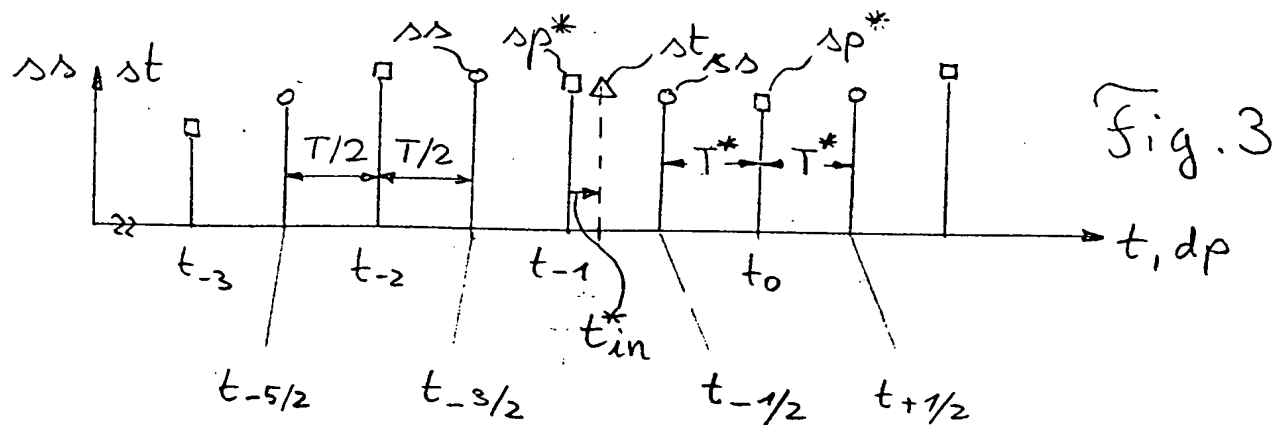 ss st
ss
sp*
st
ss
sp*
T/2 T/2
T* T*
Fig. 3
t-3 t-2 t-1 t0 t, dp
t*in
t-5/2 t-3/2 t-1/2 t+1/2